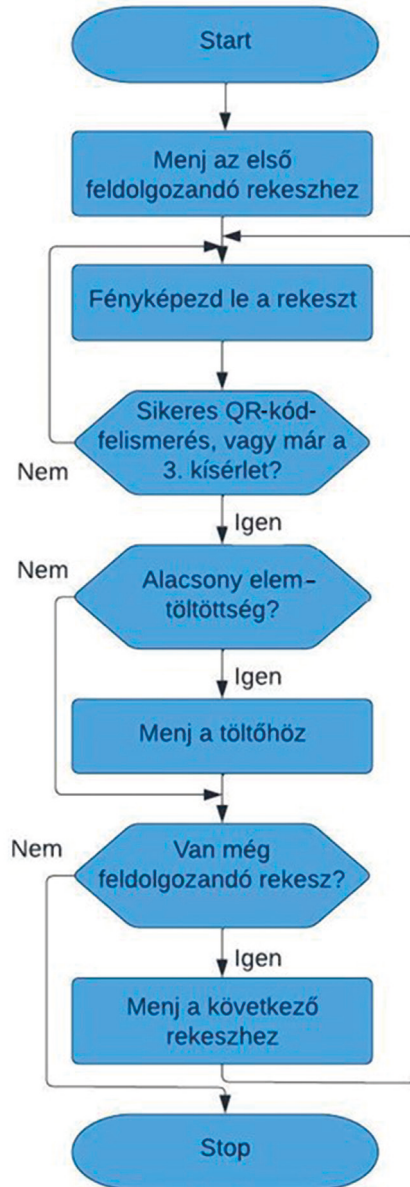 Start
Menj az első
feldolgozandó rekeszhez
Fényképezd le a rekeszt
Sikeres QR-kód-
felismerés, vagy már a
3. kísérlet?
Nem
Igen
Nem
Alacsony elem–
töltöttség?
Igen
Menj a töltőhöz
Nem
Van még
feldolgozandó rekesz?
Igen
Menj a következő
rekeszhez
Stop